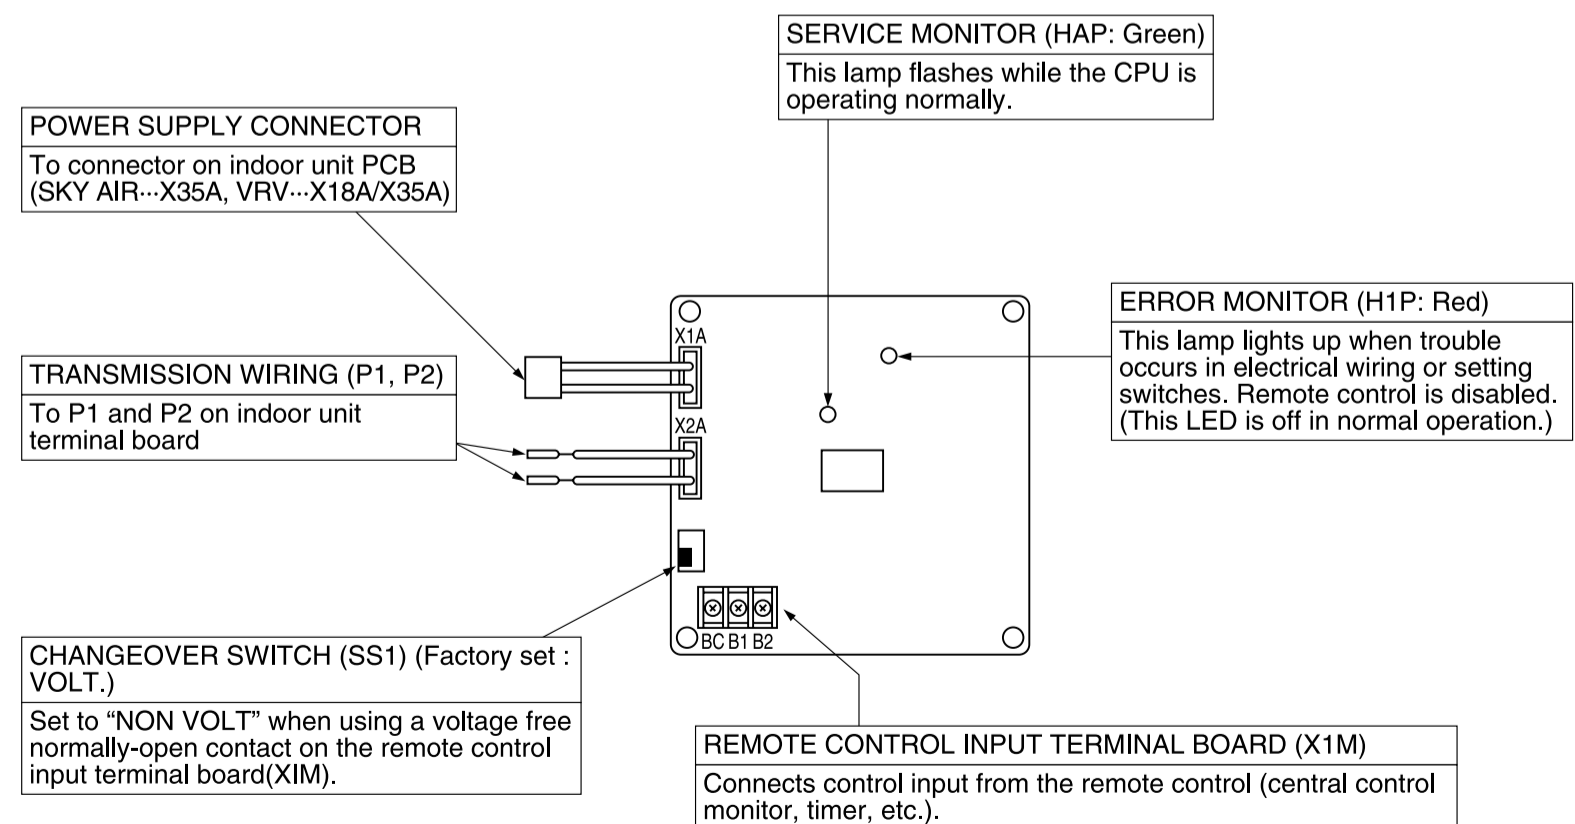 SERVICE MONITOR (HAP: Green)
This lamp flashes while the CPU is
operating normally.
POWER SUPPLY CONNECTOR
To connector on indoor unit PCB
(SKY AIR···X35A, VRV···X18A/X35A)
ERROR MONITOR (H1P: Red)
This lamp lights up when trouble
occurs in electrical wiring or setting
switches. Remote control is disabled.
(This LED is off in normal operation.)
X1A
TRANSMISSION WIRING (P1, P2)
To P1 and P2 on indoor unit
terminal board
X2A
BC B1 B2
CHANGEOVER SWITCH (SS1) (Factory set :
VOLT.)
Set to “NON VOLT” when using a voltage free
normally-open contact on the remote control
input terminal board(XIM).
REMOTE CONTROL INPUT TERMINAL BOARD (X1M)
Connects control input from the remote control (central control
monitor, timer, etc.).